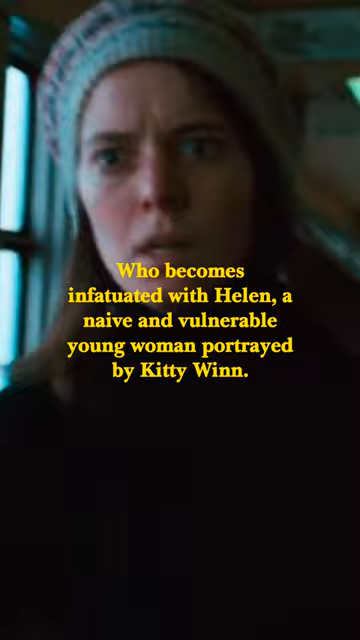 Who becomes
infatuated with Helen, a
naive and vulnerable
young woman portrayed
by Kitty Winn.